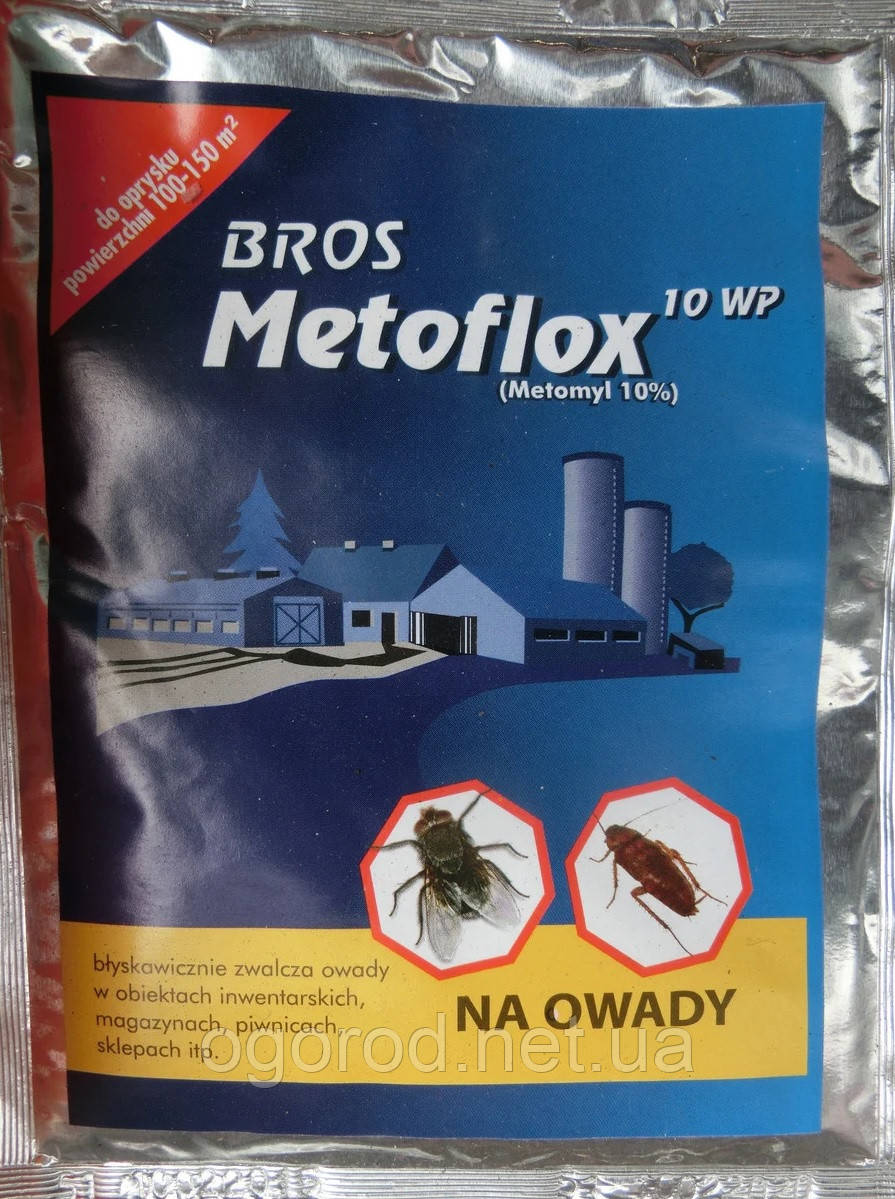 do oprysku
powierzchni 100-150 m²
BROS
Metoflox 10 WP
(Metomyl 10%)
błyskawicznie zwalcza owady
w obiektach inwentarskich,
magazynach, piwnicach,
sklepach itp.
NA OWADY
ogorod.net.ua